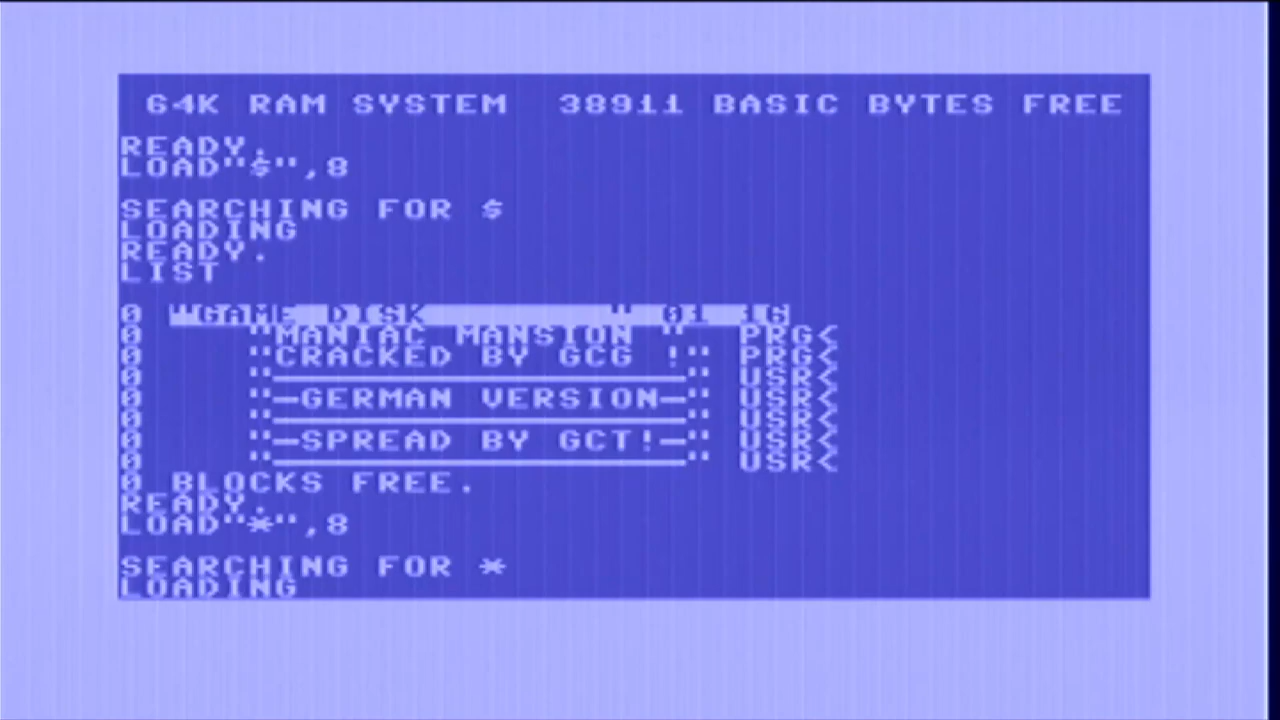 64K RAM SYSTEM  38911 BASIC BYTES FREE
READY.
LOAD"$",8
SEARCHING FOR $
LOADING
READY.
LIST
0 "GAME DISK       " 01 16
0    "MANIAC MANSION "  PRG<
0    "CRACKED BY GCG !" PRG<
0    "────────────────" USR<
0    "─GERMAN VERSION─" USR<
0    "────────────────" USR<
0    "─SPREAD BY GCT!─" USR<
0    "────────────────" USR<
0 BLOCKS FREE.
READY.
LOAD"*",8
SEARCHING FOR *
LOADING